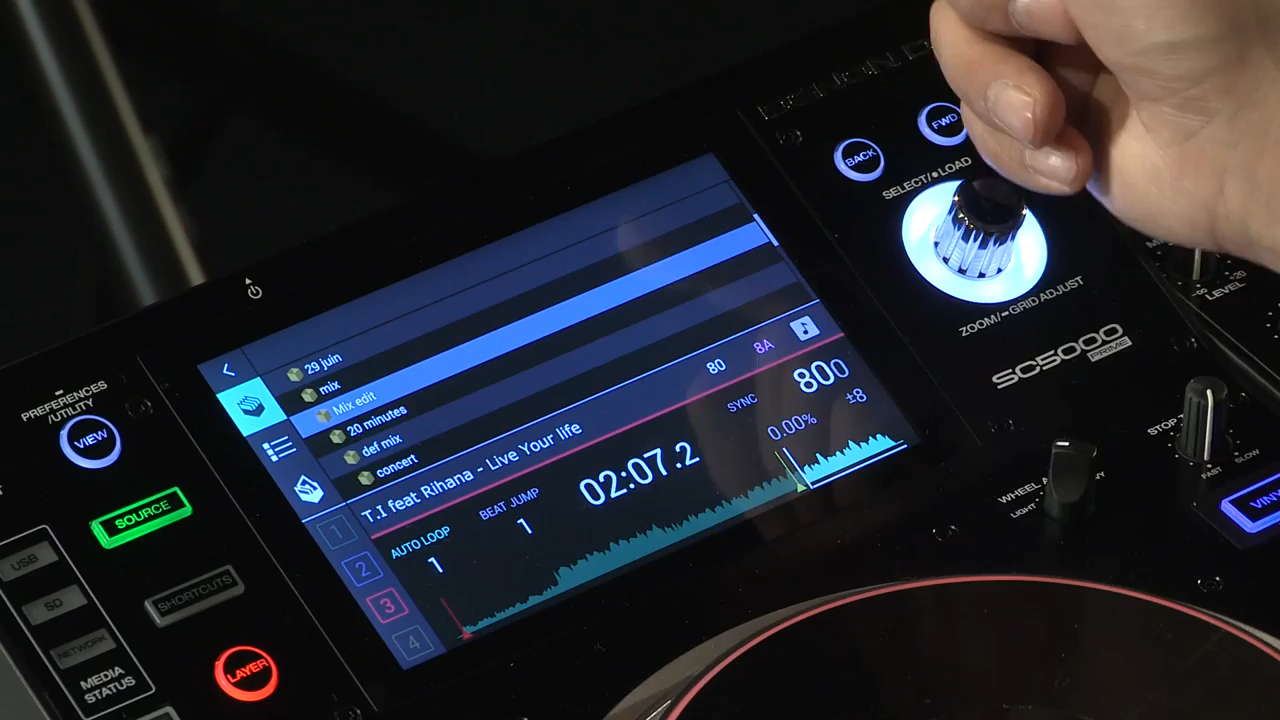 DENON DJ
BACK
FWD
SELECT/●LOAD
ZOOM/━GRID ADJUST
SC5000
PRIME
LEVEL
+20
-∞
STOP
FAST
SLOW
WHEEL
LIGHT
PREFERENCES
/UTILITY
VIEW
SOURCE
SHORTCUTS
LAYER
USB
SD
NETWORK
MEDIA
STATUS
29 juin
mix
Mix edit
20 minutes
def mix
concert
T.I feat Rihana - Live Your life
80
8A
AUTO LOOP
1
BEAT JUMP
1
02:07.2
SYNC
800
0.00%
±8
1
2
3
4